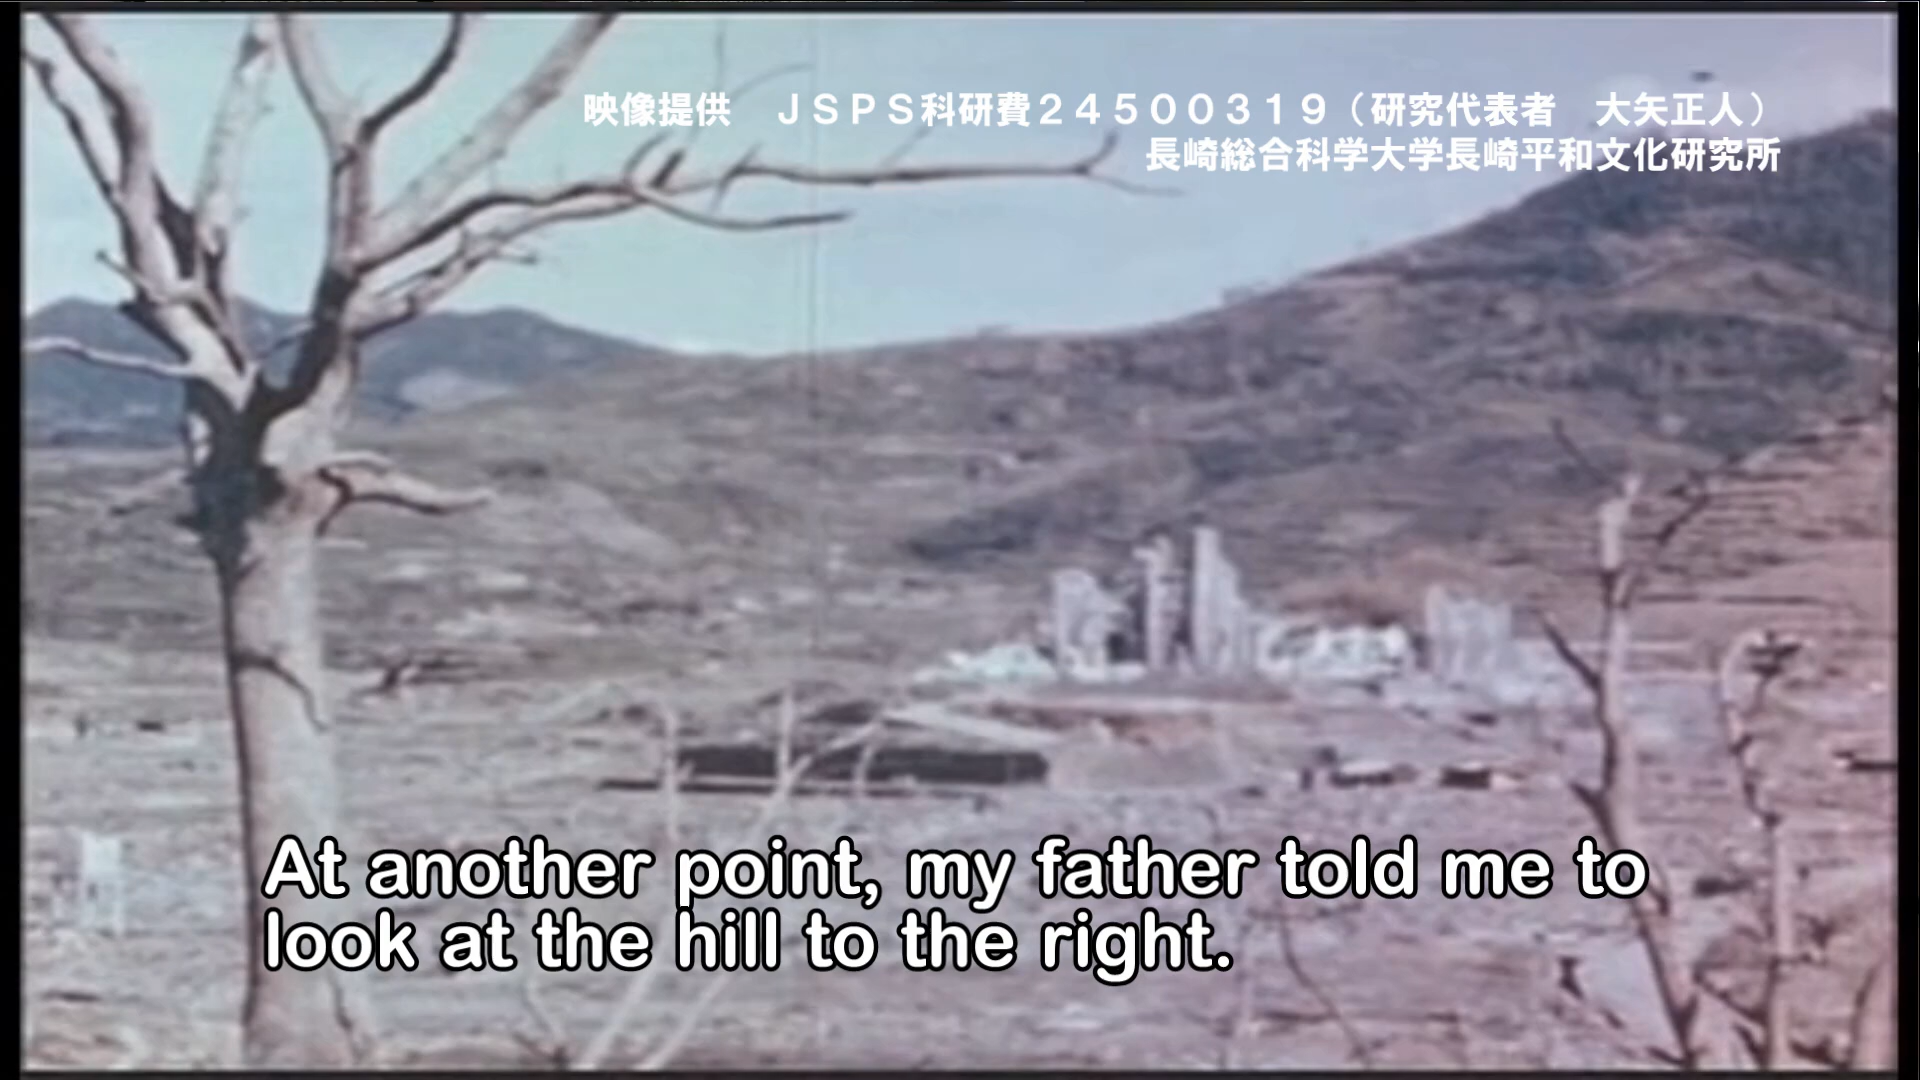 映像提供　ＪＳＰＳ科研費２４５００３１９（研究代表者　大矢正人）
長崎総合科学大学長崎平和文化研究所
At another point, my father told me to
look at the hill to the right.